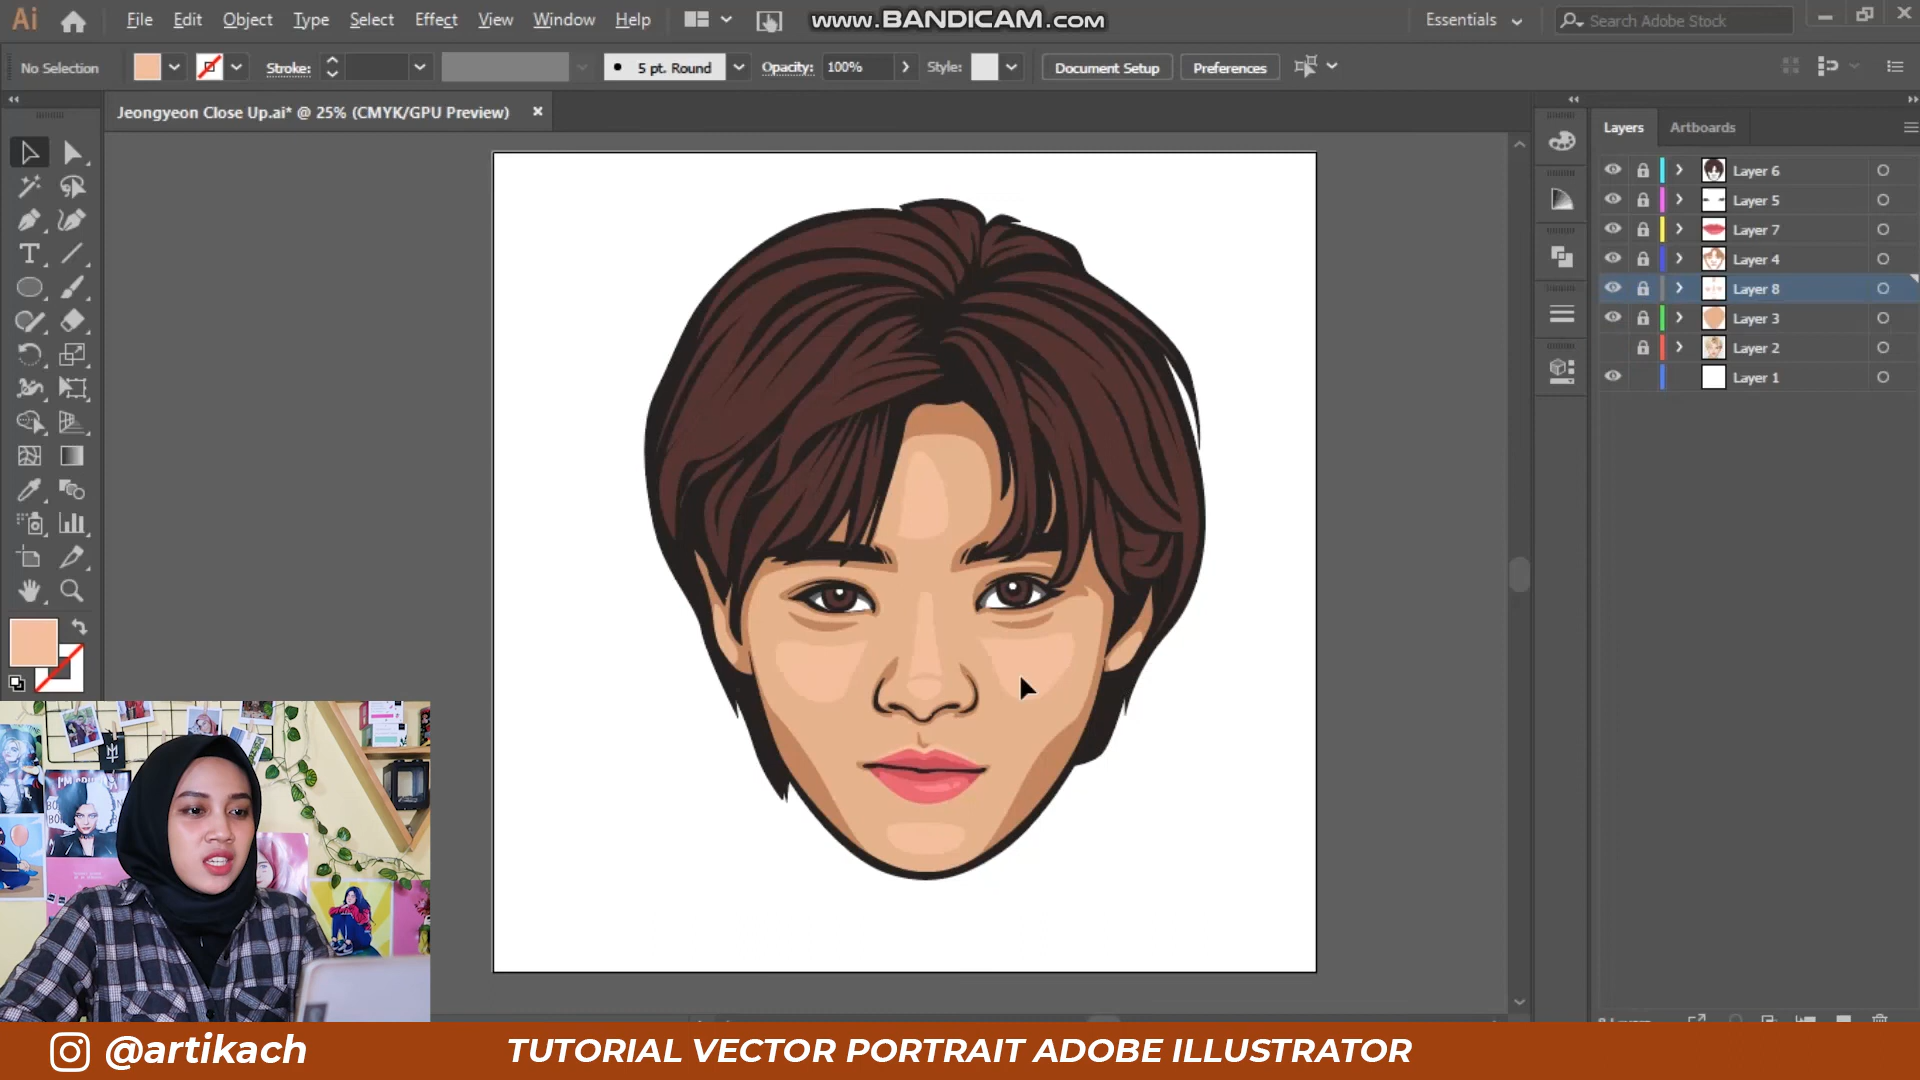 Ai
File Edit Object Type Select Effect View Window Help
www.BANDICAM.com
Essentials
Search Adobe Stock
No Selection
Stroke:
5 pt. Round
Opacity: 100%
Style:
Document Setup
Preferences
Jeongyeon Close Up.ai* @ 25% (CMYK/GPU Preview)
Layers Artboards
Layer 6
Layer 5
Layer 7
Layer 4
Layer 8
Layer 3
Layer 2
Layer 1
@artikach
TUTORIAL VECTOR PORTRAIT ADOBE ILLUSTRATOR